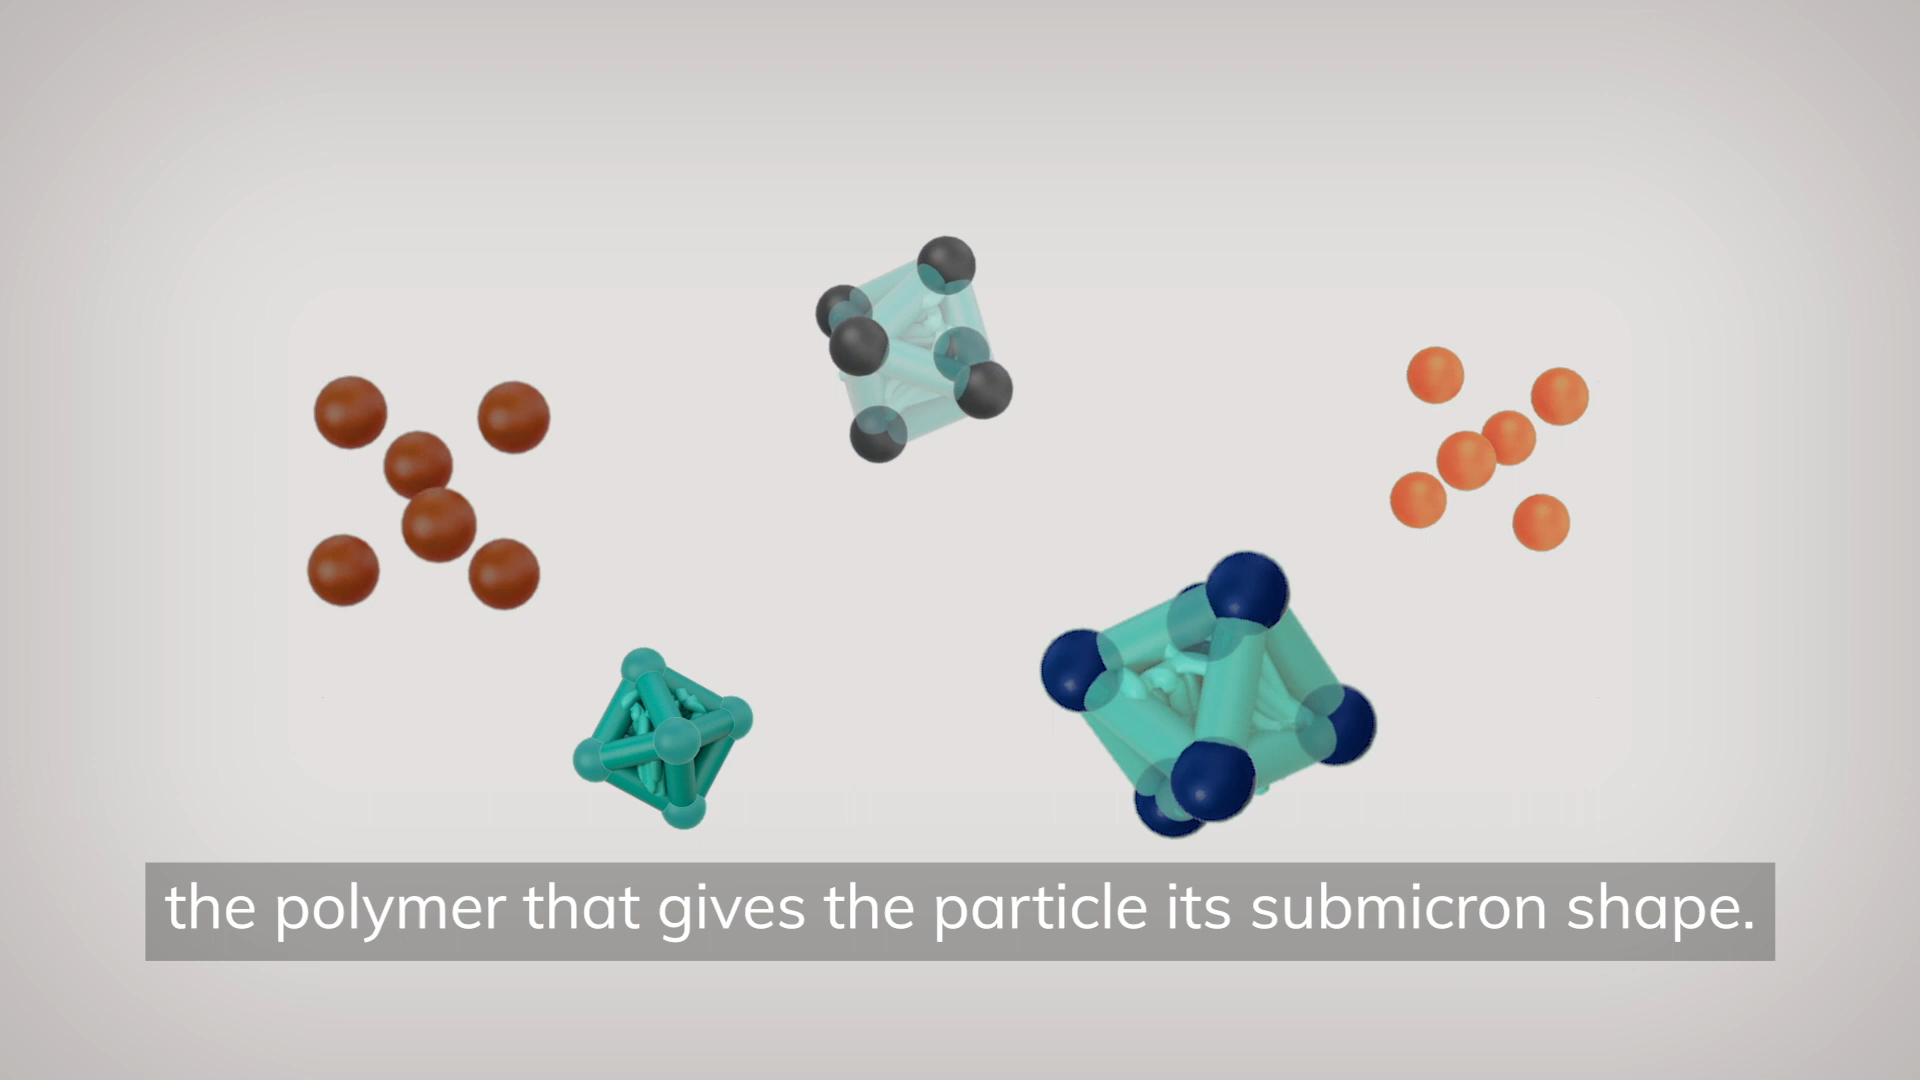 the polymer that gives the particle its submicron shape.